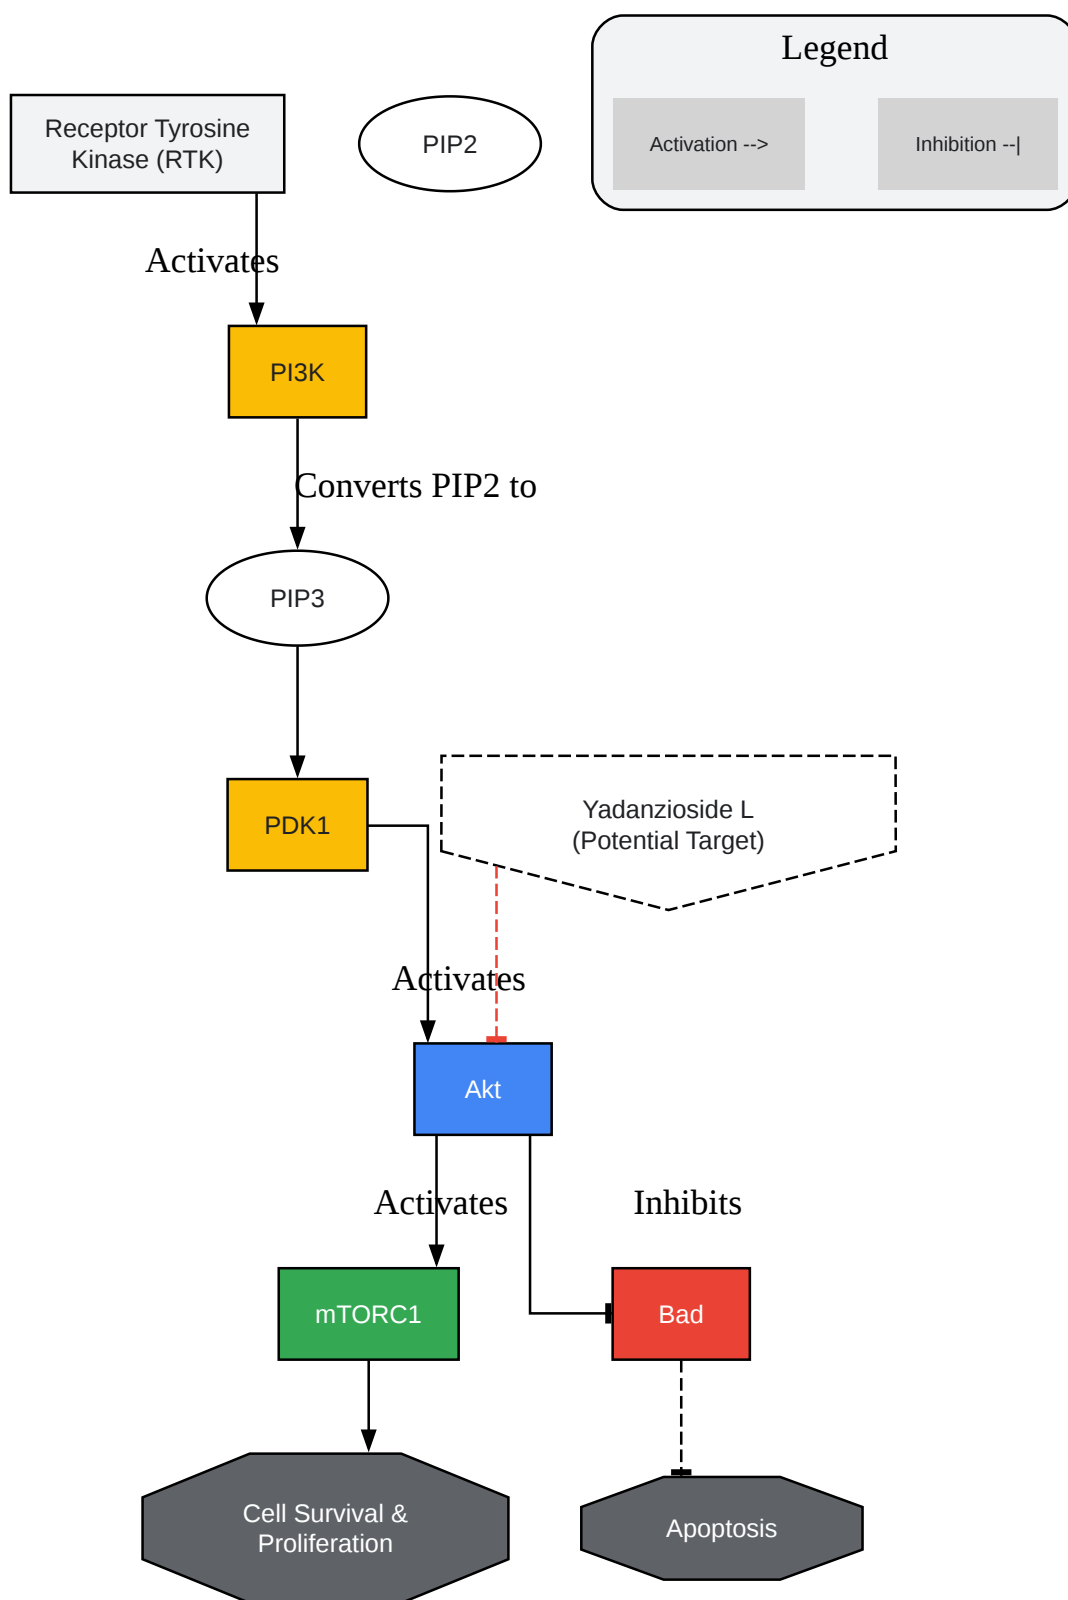 Legend
Receptor Tyrosine
Kinase (RTK)
PIP2
Activation -->
Inhibition --|
Activates
PI3K
Converts PIP2 to
PIP3
PDK1
Yadanzioside L
(Potential Target)
Activates
Akt
Activates
Inhibits
mTORC1
Bad
Cell Survival &
Proliferation
Apoptosis